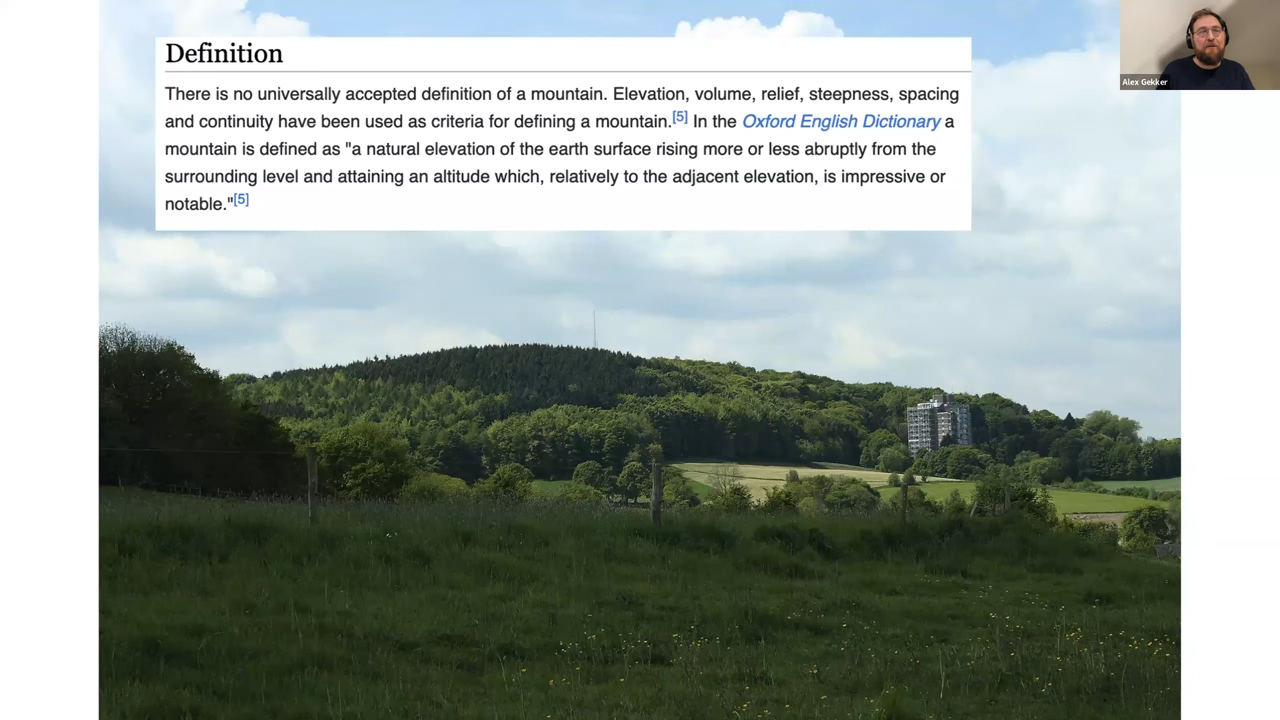 Definition
There is no universally accepted definition of a mountain. Elevation, volume, relief, steepness, spacing
and continuity have been used as criteria for defining a mountain.[5] In the Oxford English Dictionary a
mountain is defined as "a natural elevation of the earth surface rising more or less abruptly from the
surrounding level and attaining an altitude which, relatively to the adjacent elevation, is impressive or
notable."[5]
Alex Gekker